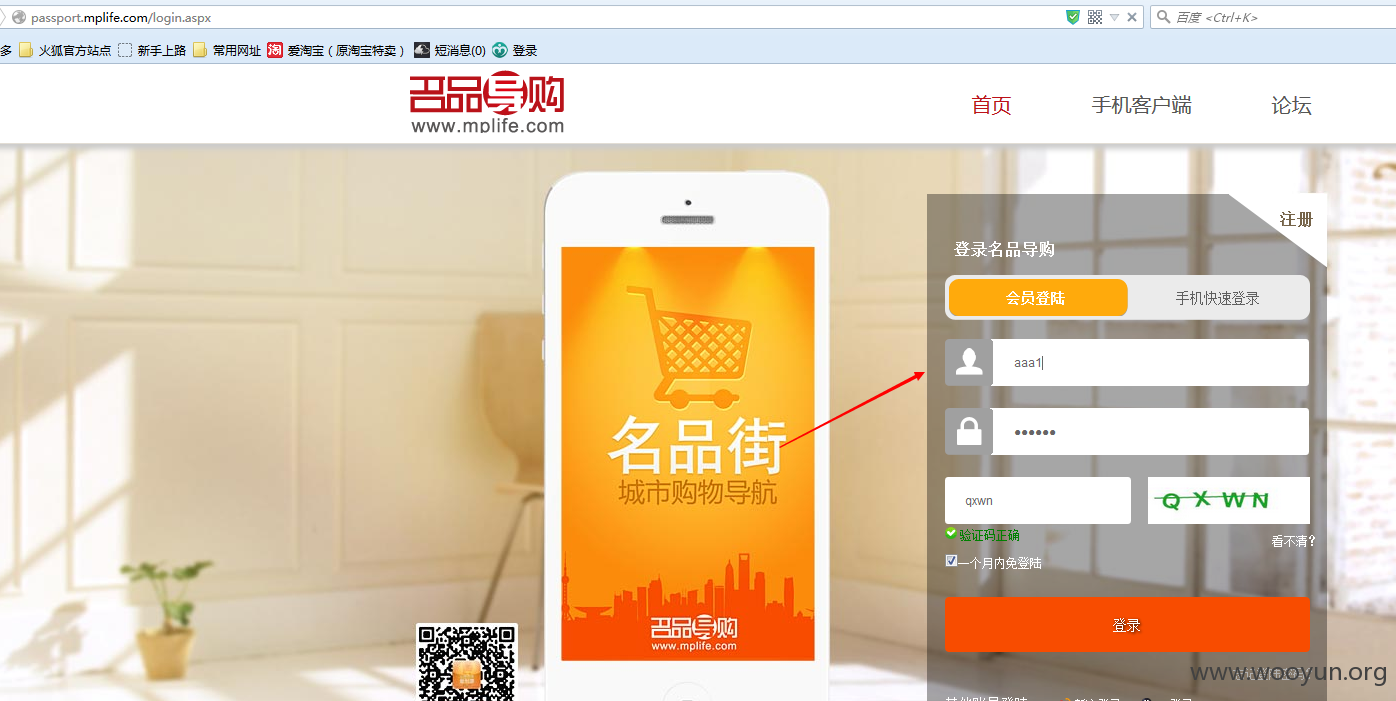 passport.mplife.com/login.aspx
百度 <Ctrl+K>
多 火狐官方站点 新手上路 常用网址 淘 爱淘宝（原淘宝特卖） 短消息(0) 登录
名品导购
www.mplife.com
首页 手机客户端 论坛
注册
登录名品导购
会员登陆 手机快速登录
aaa1
••••••
qxwn QXWN
验证码正确
看不清?
一个月内免登陆
登录
名品街
城市购物导航
名品导购
www.mplife.com
www.wooyun.org